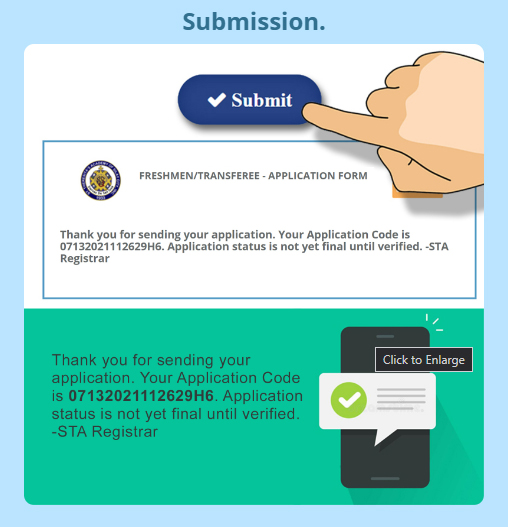 Submission.
Submit
FRESHMEN/TRANSFEREE - APPLICATION FORM
Thank you for sending your application. Your Application Code is
07132021112629H6. Application status is not yet final until verified. -STA
Registrar
Thank you for sending your
application. Your Application Code
is 07132021112629H6. Application
status is not yet final until verified.
-STA Registrar
Click to Enlarge